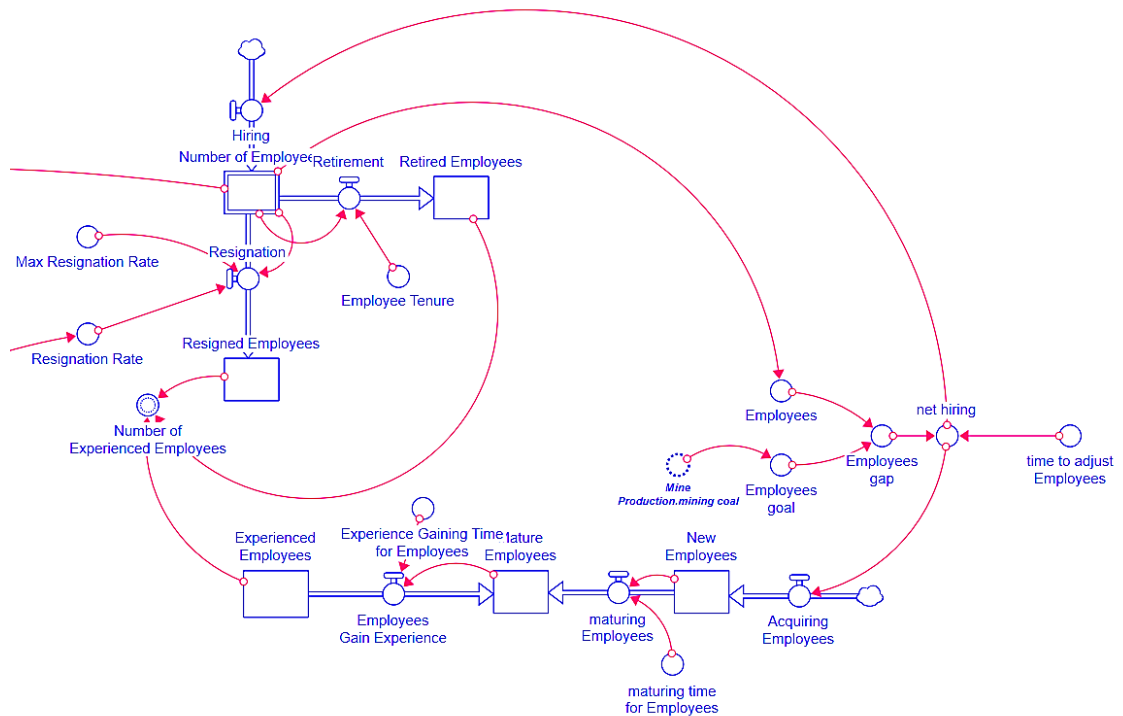 Hiring
Number of Employee
Retirement
Retired Employees
Max Resignation Rate
Resignation
Employee Tenure
Resignation Rate
Resigned Employees
Number of
Experienced Employees
Employees
net hiring
Employees
gap
time to adjust
Employees
Mine
Production.mining coal
Employees
goal
Experienced
Employees
Experience Gaining Time
for Employees
Mature
Employees
New
Employees
Employees
Gain Experience
maturing
Employees
Acquiring
Employees
maturing time
for Employees